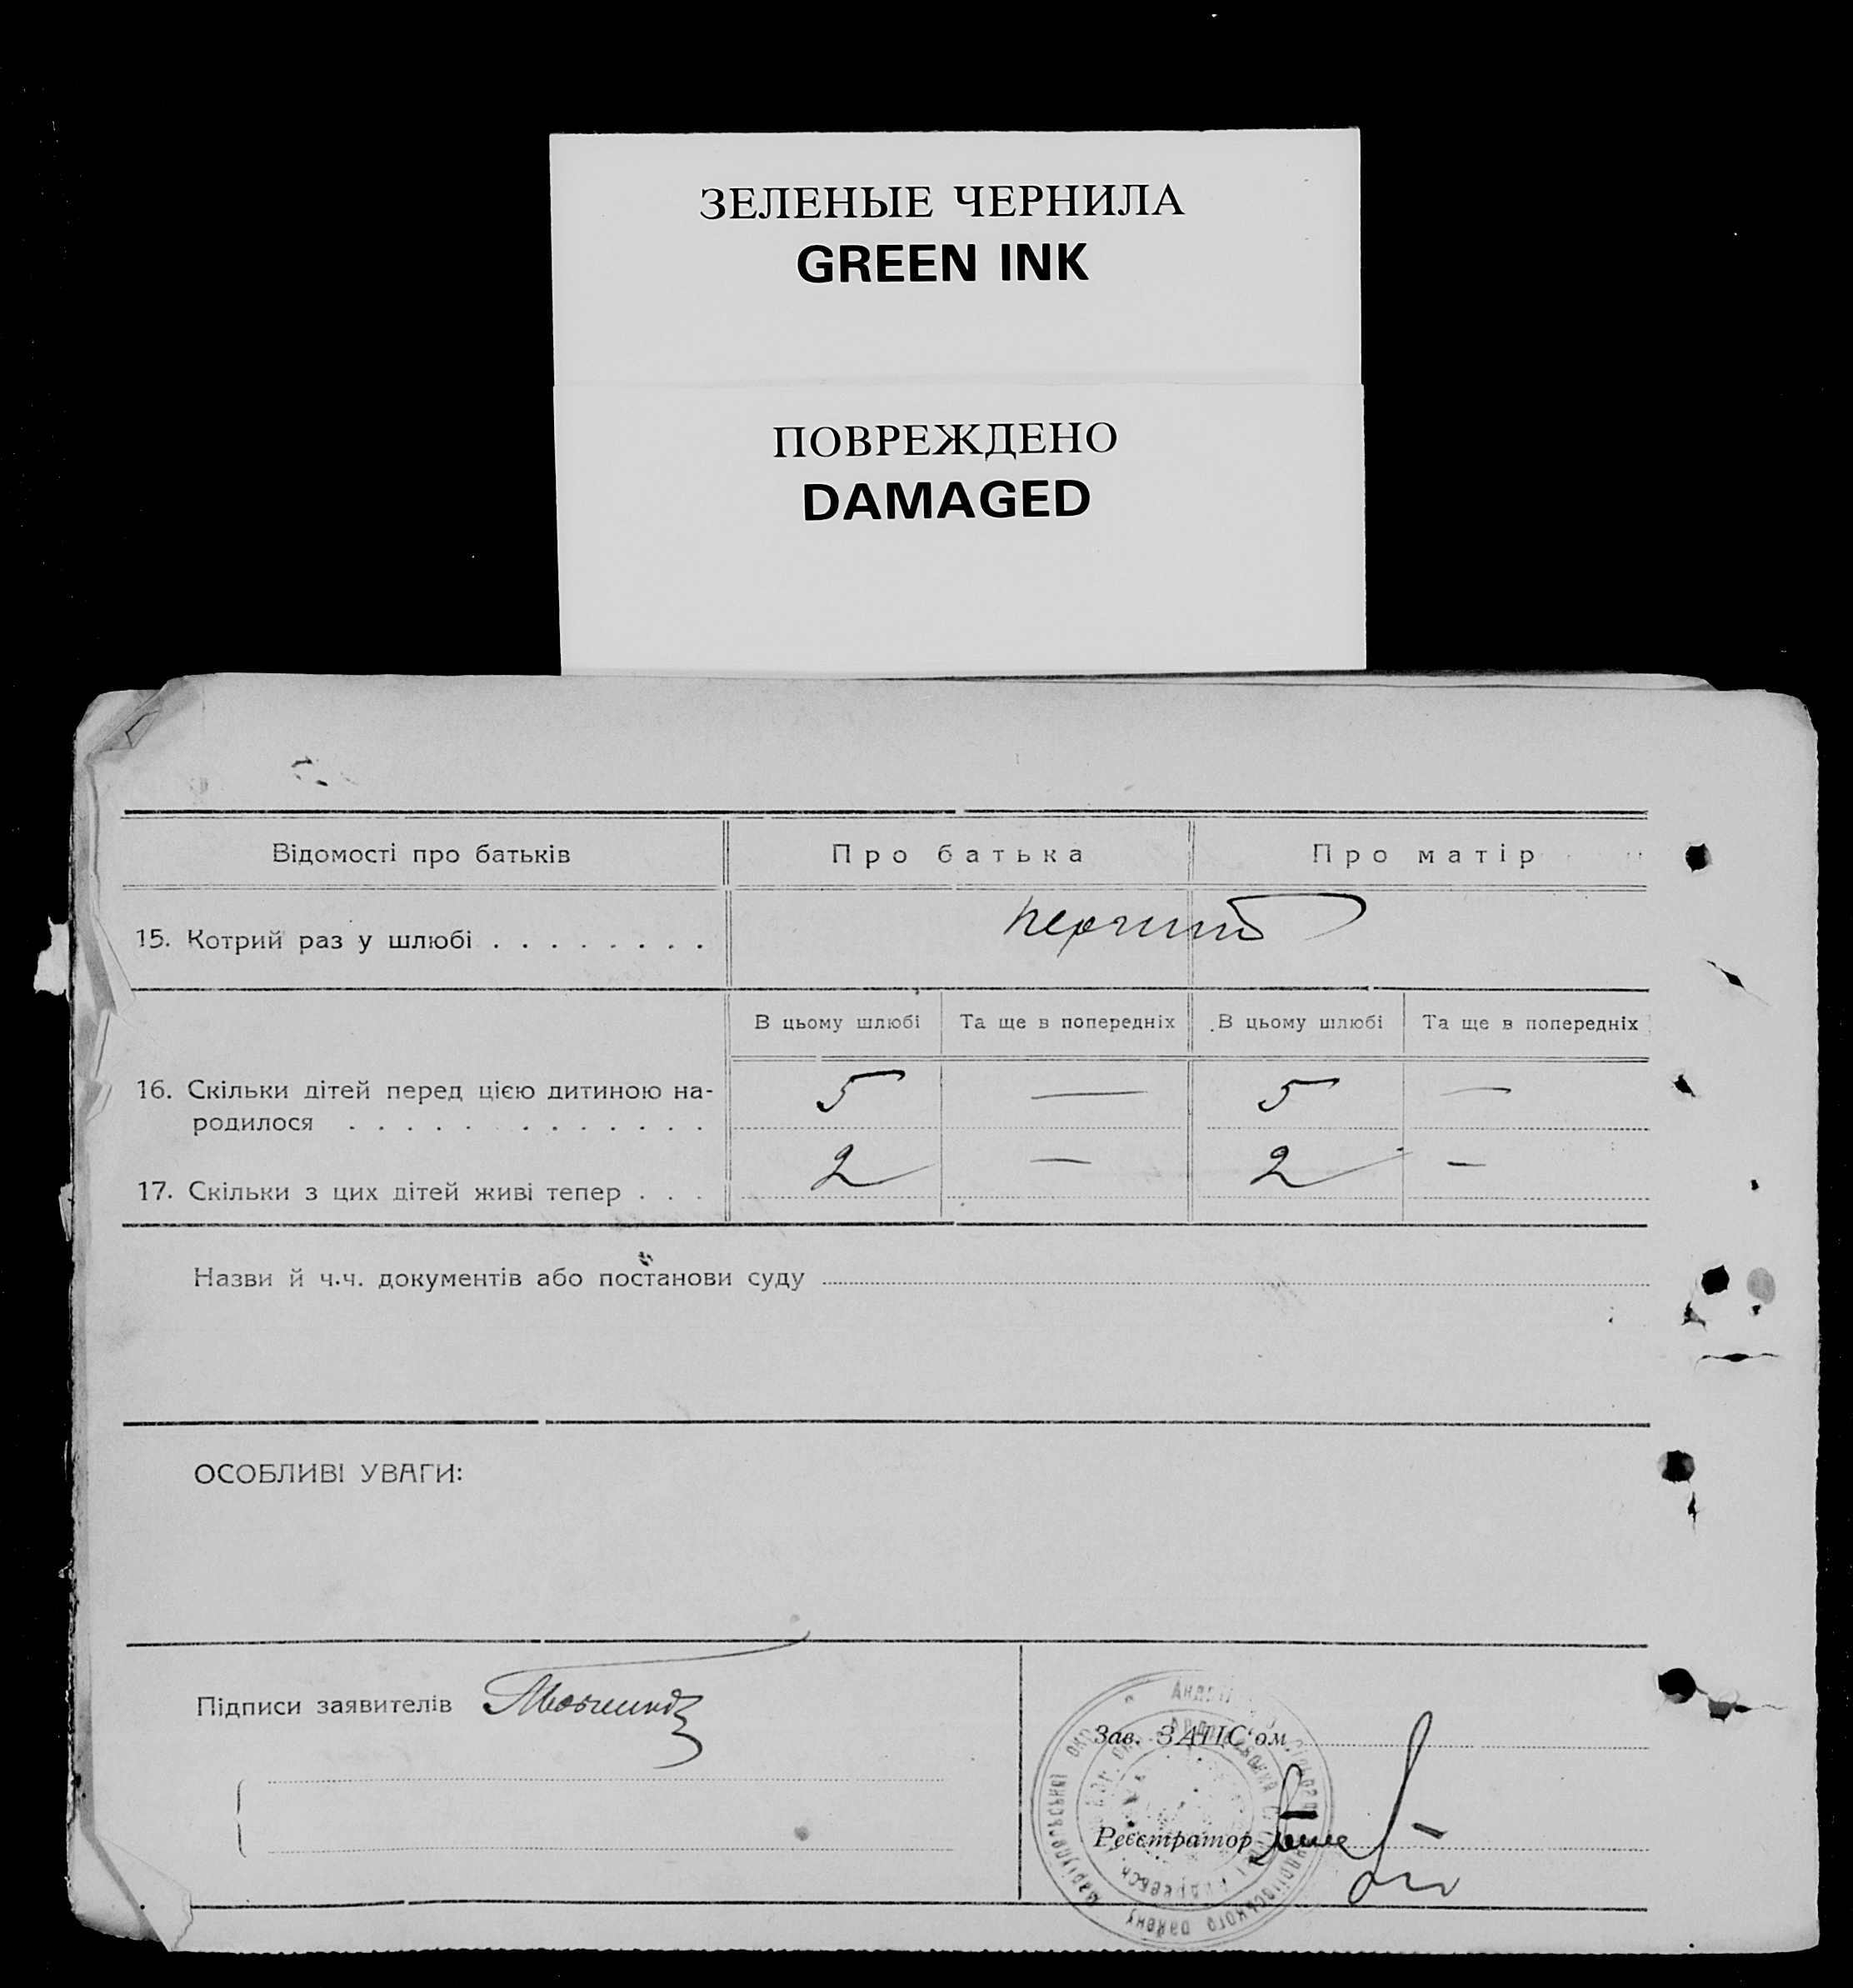 ЗЕЛЕНЫЕ ЧЕРНИЛА
GREEN INK
ПОВРЕЖДЕНО
DAMAGED
Відомості про батьків Про батька Про матір
15. Котрий раз у шлюбі . . . . . . . .
В цьому шлюбі Та ще в попередніх В цьому шлюбі Та ще в попередніх
16. Скільки дітей перед цією дитиною на- 5 — 5 —
родилося . . . . . . . . . . . . .
17. Скільки з цих дітей живі тепер . . . 2 — 2 —
Назви й ч.ч. документів або постанови суду
ОСОБЛИВІ УВАГИ:
Підписи заявителів
Зав. ЗАГС'ом.
Реєстратор